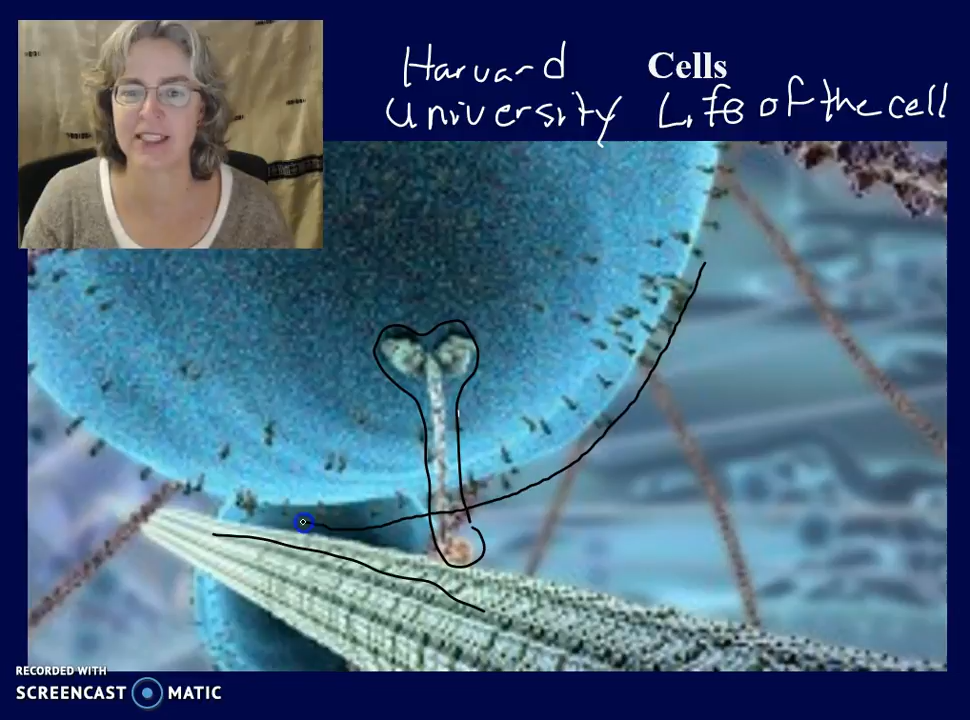 Harvard Cells
University Life of the cell
RECORDED WITH
SCREENCAST MATIC